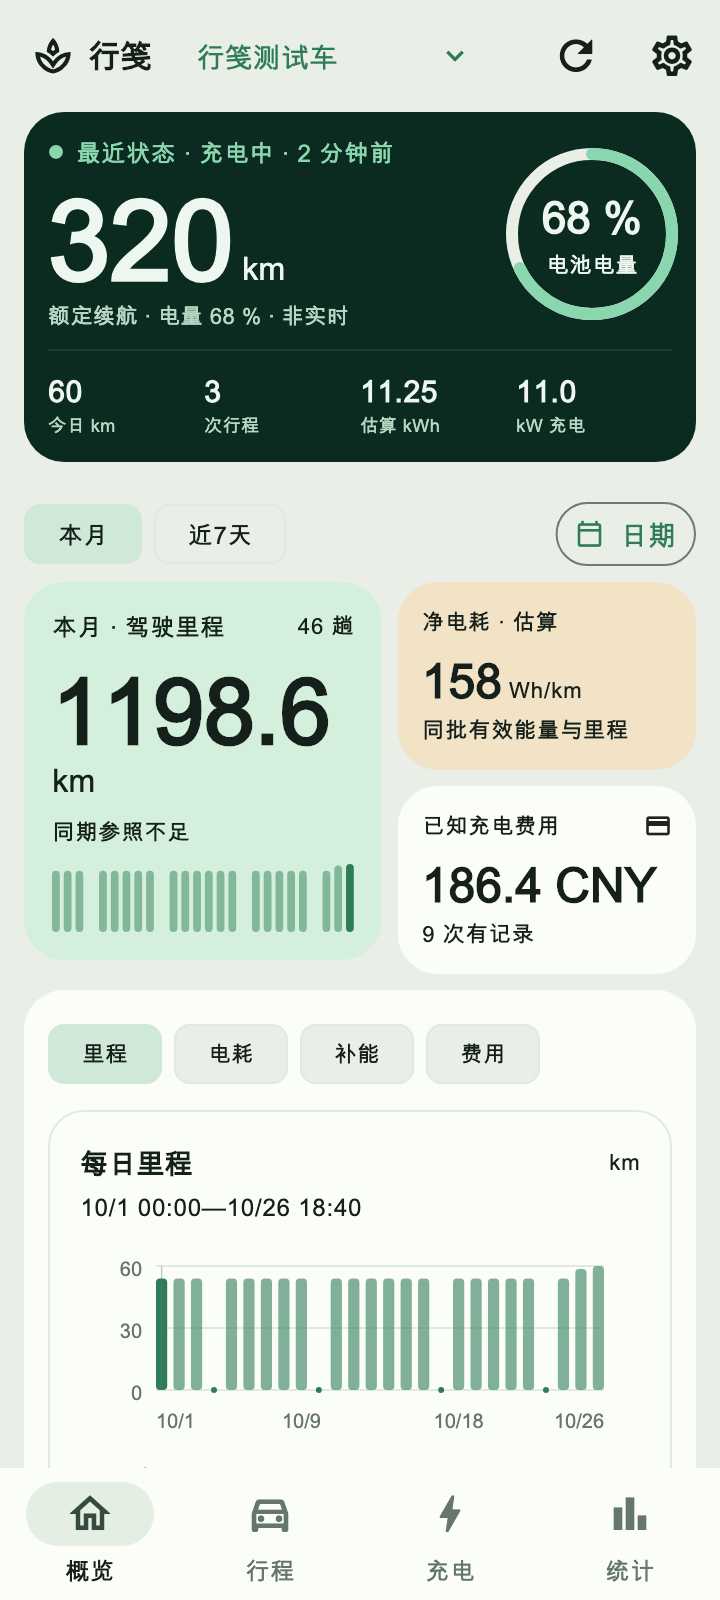 行笺 行笺测试车
最近状态 · 充电中 · 2 分钟前
320 km
68 %
电池电量
额定续航 · 电量 68 % · 非实时
60 3 11.25 11.0
今日 km 次行程 估算 kWh kW 充电
本月 近7天 日期
本月 · 驾驶里程 46 趟
1198.6
km
同期参照不足
净电耗 · 估算
158 Wh/km
同批有效能量与里程
已知充电费用
186.4 CNY
9 次有记录
里程 电耗 补能 费用
每日里程 km
10/1 00:00—10/26 18:40
60
30
0
10/1 10/9 10/18 10/26
概览 行程 充电 统计